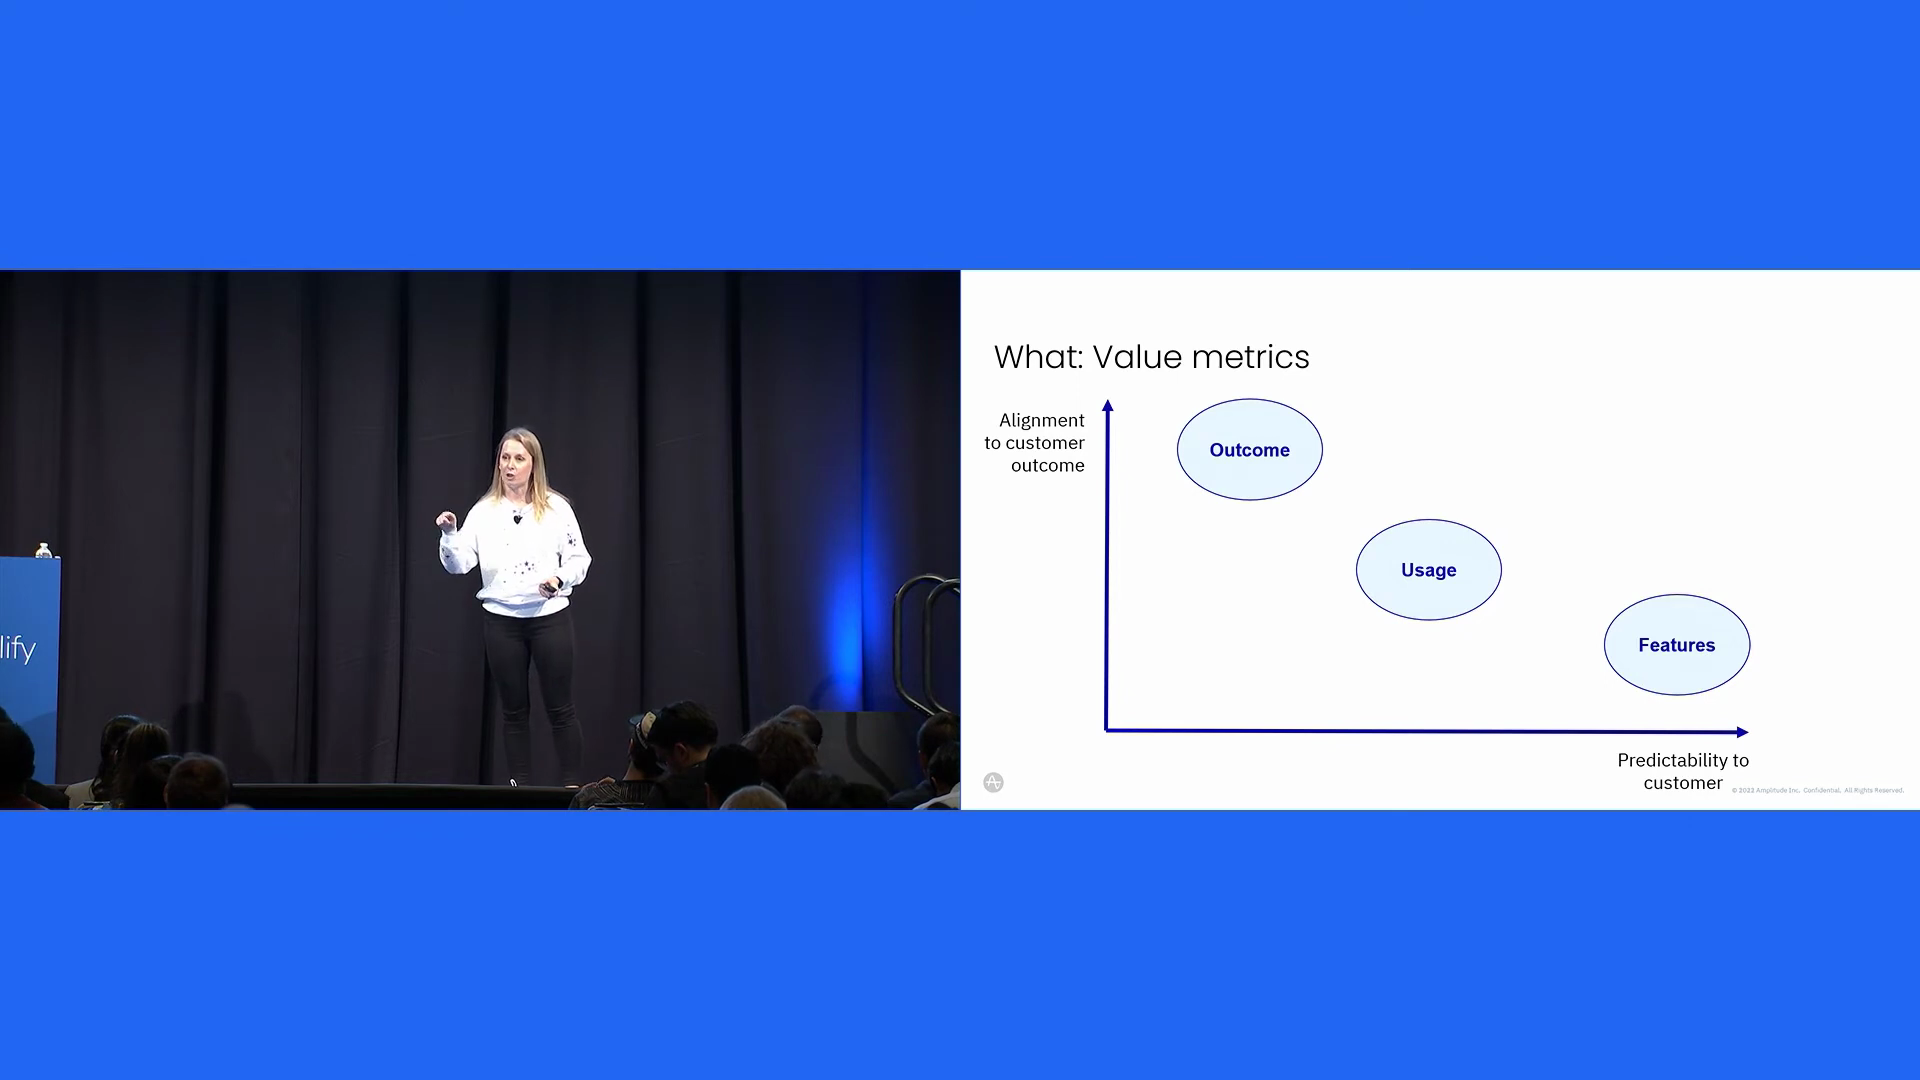 lify
What: Value metrics
Alignment
to customer
outcome
Outcome
Usage
Features
Predictability to
customer
© 2022 Amplitude Inc. Confidential. All Rights Reserved.